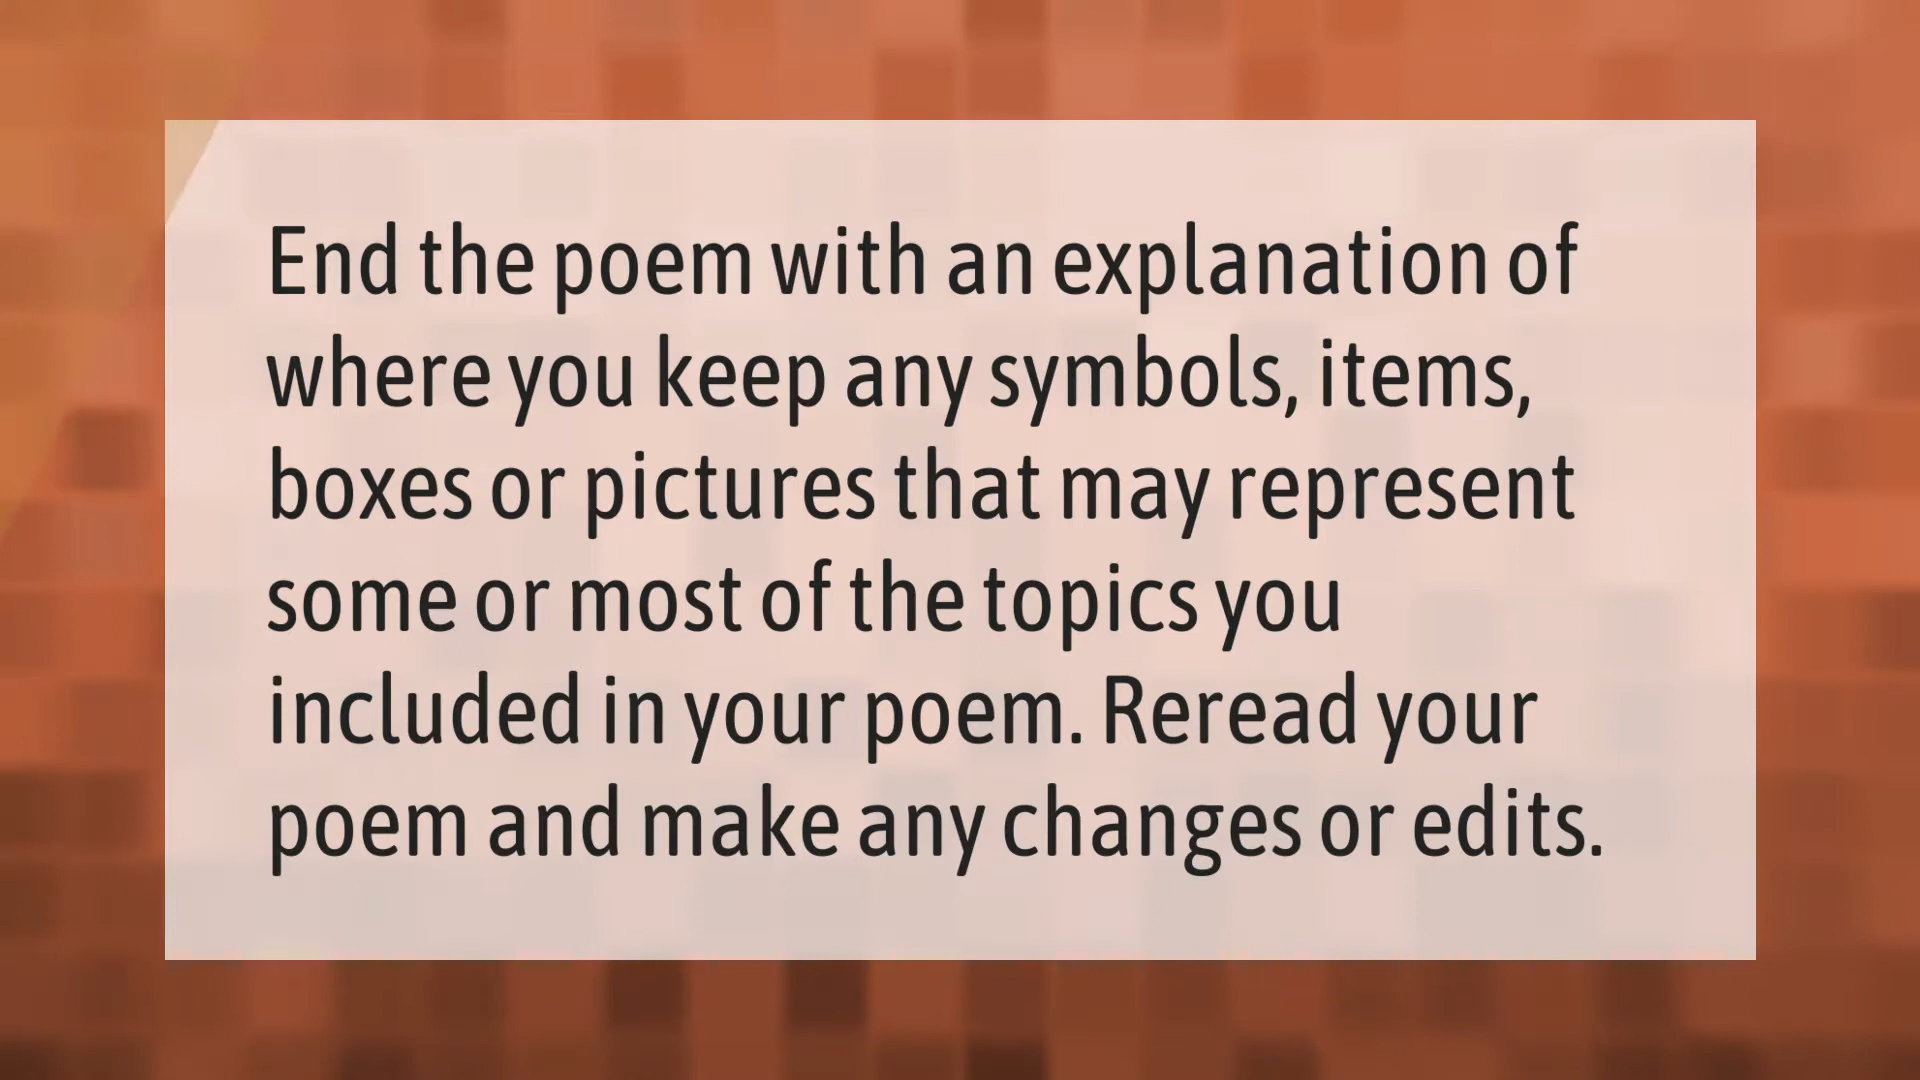 End the poem with an explanation of
where you keep any symbols, items,
boxes or pictures that may represent
some or most of the topics you
included in your poem. Reread your
poem and make any changes or edits.